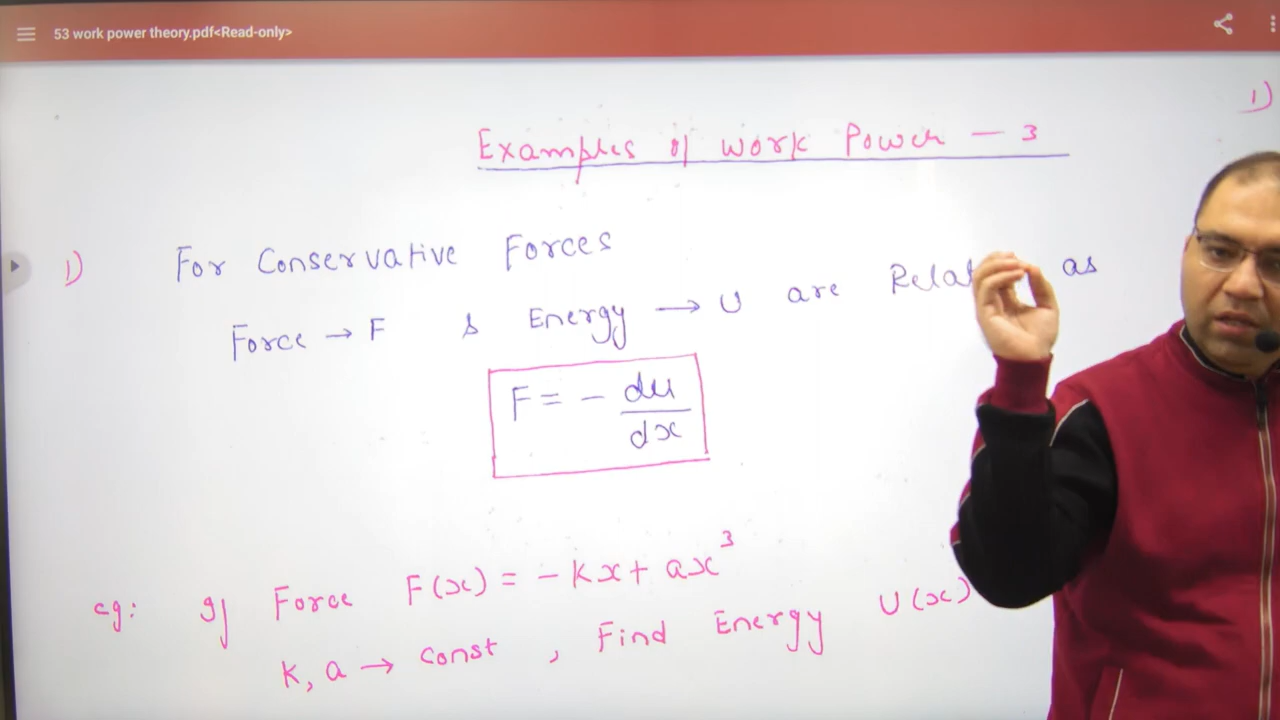 53 work power theory.pdf<Read-only>
1)
Examples of work Power - 3
1) For Conservative Forces
Force → F & Energy → U are as
F = - du/dx
eg: If Force F(x) = - kx + ax³
k, a → const , Find Energy U(x)